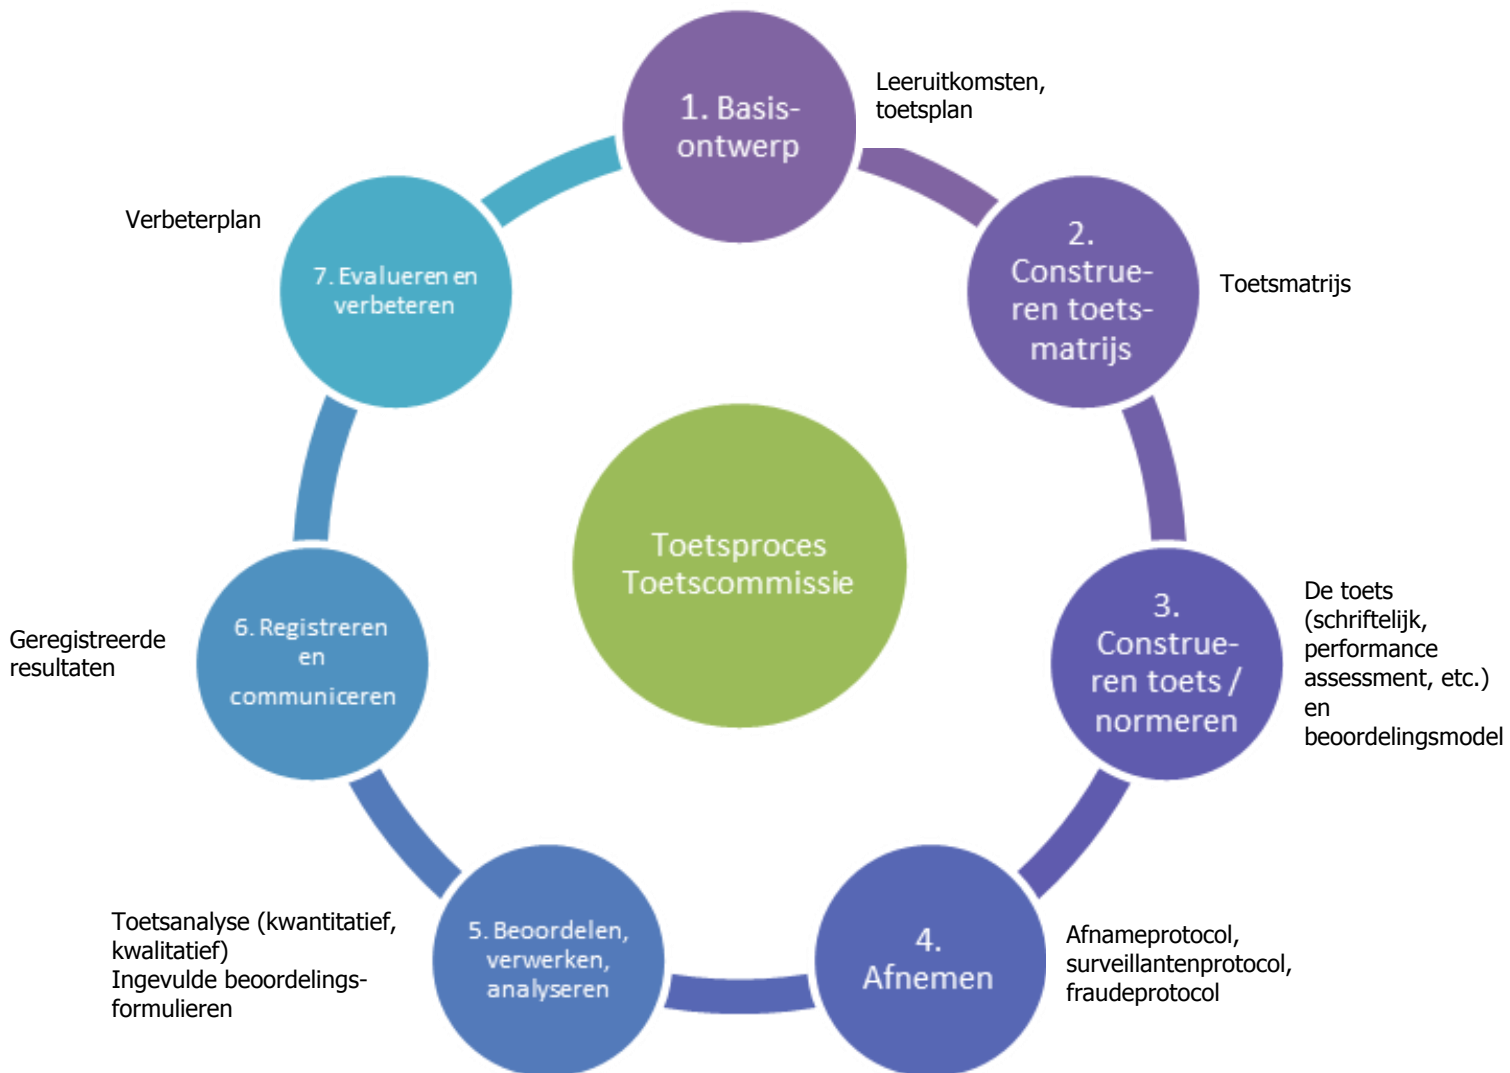 1. Basis-
ontwerp
Leeruitkomsten,
toetsplan
2.
Construe-
ren toets-
matrijs
Toetsmatrijs
3.
Construe-
ren toets /
normeren
De toets
(schriftelijk,
performance
assessment, etc.)
en
beoordelingsmodel
4.
Afnemen
Afnameprotocol,
surveillantenprotocol,
fraudeprotocol
5. Beoordelen,
verwerken,
analyseren
Toetsanalyse (kwantitatief,
kwalitatief)
Ingevulde beoordelings-
formulieren
6. Registreren
en
communiceren
Geregistreerde
resultaten
7. Evalueren en
verbeteren
Verbeterplan
Toetsproces
Toetscommissie